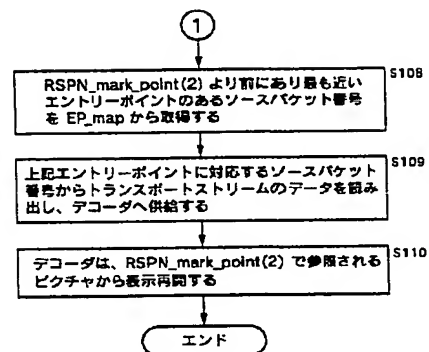 1
S108
RSPN_mark_point(2) より前にあり最も近い
エントリーポイントのあるソースパケット番号
を EP_map から取得する
S109
上記エントリーポイントに対応するソースパケット
番号からトランスポートストリームのデータを読み
出し、デコーダへ供給する
S110
デコーダは、RSPN_mark_point(2) で参照される
ピクチャから表示再開する
エンド